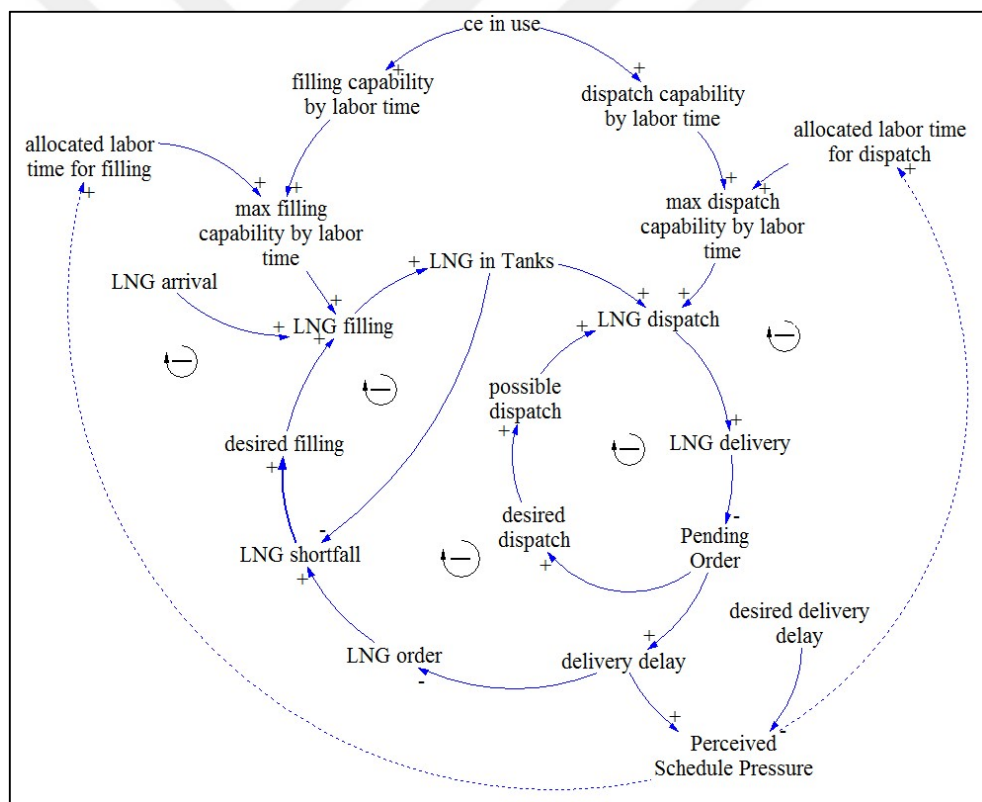 ce in use
filling capability
by labor time
dispatch capability
by labor time
allocated labor
time for filling
allocated labor time
for dispatch
max filling
capability by labor
time
max dispatch
capability by labor
time
LNG in Tanks
LNG arrival
LNG filling
LNG dispatch
possible
dispatch
desired filling
LNG delivery
desired
dispatch
Pending
Order
LNG shortfall
desired delivery
delay
LNG order
delivery delay
Perceived
Schedule Pressure